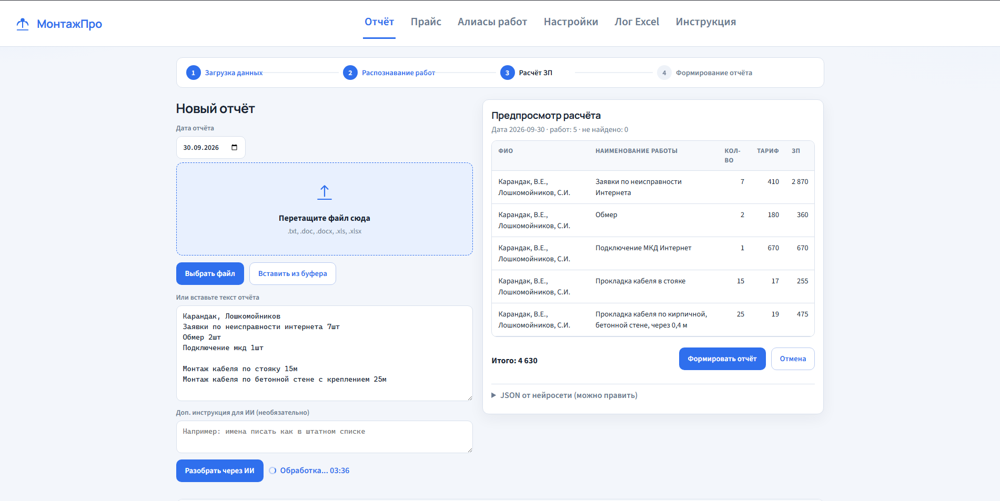 МонтажПро
Отчёт Прайс Алиасы работ Настройки Лог Excel Инструкция
1 Загрузка данных 2 Распознавание работ 3 Расчёт ЗП 4 Формирование отчёта
Новый отчёт
Дата отчёта
30.09.2026
Перетащите файл сюда
.txt, .doc, .docx, .xls, .xlsx
Выбрать файл Вставить из буфера
Или вставьте текст отчёта
Карандак, Лошкомойников
Заявки по неисправности интернета 7шт
Обмер 2шт
Подключение мкд 1шт
Монтаж кабеля по стояку 15м
Монтаж кабеля по бетонной стене с креплением 25м
Доп. инструкция для ИИ (необязательно)
Например: имена писать как в штатном списке
Разобрать через ИИ Обработка... 03:36
Предпросмотр расчёта
Дата 2026-09-30 · работ: 5 · не найдено: 0
ФИО НАИМЕНОВАНИЕ РАБОТЫ КОЛ- ТАРИФ ЗП
ВО
Карандак, В.Е., Заявки по неисправности 7 410 2 870
Лошкомойников, С.И. Интернета
Карандак, В.Е., Обмер 2 180 360
Лошкомойников, С.И.
Карандак, В.Е., Подключение МКД Интернет 1 670 670
Лошкомойников, С.И.
Карандак, В.Е., Прокладка кабеля в стояке 15 17 255
Лошкомойников, С.И.
Карандак, В.Е., Прокладка кабеля по кирпичной, 25 19 475
Лошкомойников, С.И. бетонной стене, через 0,4 м
Итого: 4 630 Формировать отчёт Отмена
JSON от нейросети (можно править)